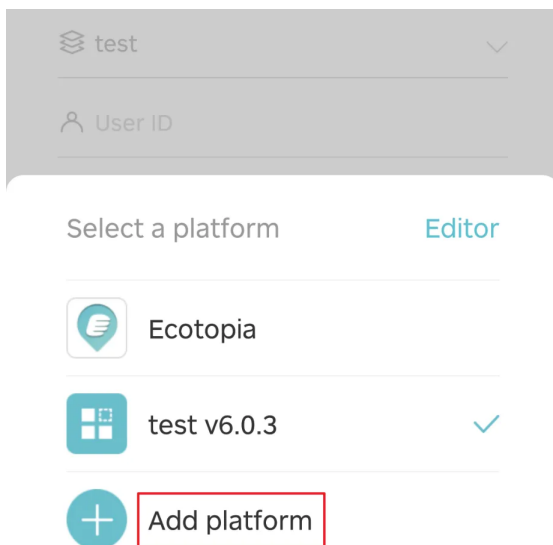 test
User ID
Select a platform
Editor
Ecotopia
test v6.0.3
Add platform